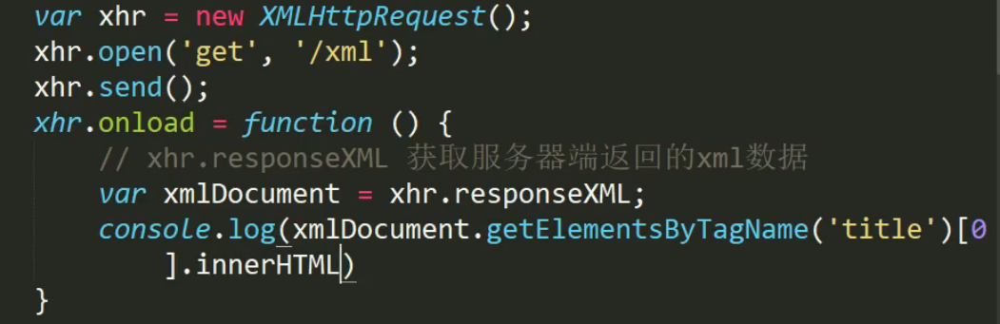 var xhr = new XMLHttpRequest();
xhr.open('get', '/xml');
xhr.send();
xhr.onload = function () {
// xhr.responseXML 获取服务器端返回的xml数据
var xmlDocument = xhr.responseXML;
console.log(xmlDocument.getElementsByTagName('title')[0
].innerHTML)
}